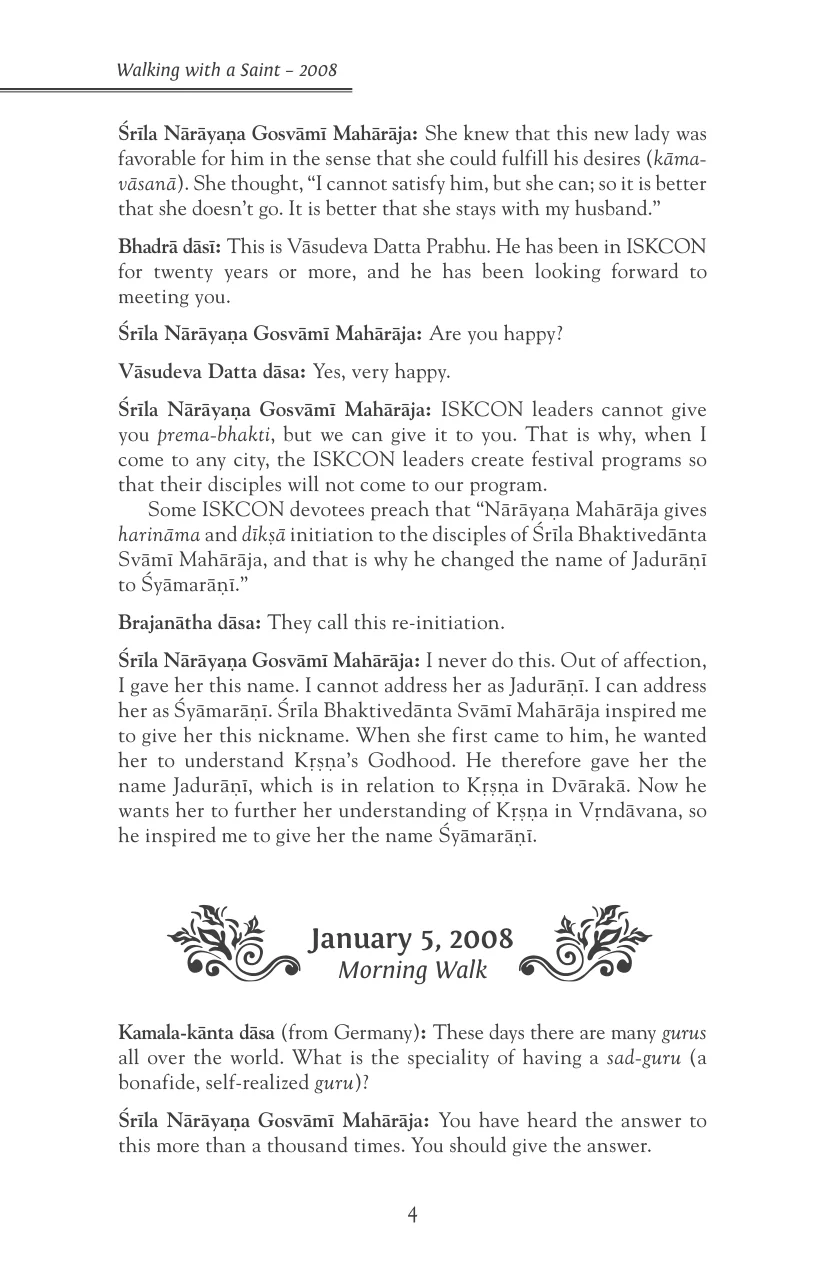 Walking with a Saint – 2008
Śrīla Nārāyaṇa Gosvāmī Mahārāja: She knew that this new lady was
favorable for him in the sense that she could fulfill his desires (kāma-
vāsanā). She thought, “I cannot satisfy him, but she can; so it is better
that she doesn’t go. It is better that she stays with my husband.”
Bhadrā dāsī: This is Vāsudeva Datta Prabhu. He has been in ISKCON
for twenty years or more, and he has been looking forward to
meeting you.
Śrīla Nārāyaṇa Gosvāmī Mahārāja: Are you happy?
Vāsudeva Datta dāsa: Yes, very happy.
Śrīla Nārāyaṇa Gosvāmī Mahārāja: ISKCON leaders cannot give
you prema-bhakti, but we can give it to you. That is why, when I
come to any city, the ISKCON leaders create festival programs so
that their disciples will not come to our program.
Some ISKCON devotees preach that “Nārāyaṇa Mahārāja gives
harināma and dīkṣā initiation to the disciples of Śrīla Bhaktivedānta
Svāmī Mahārāja, and that is why he changed the name of Jadurāṇī
to Śyāmarāṇī.”
Brajanātha dāsa: They call this re-initiation.
Śrīla Nārāyaṇa Gosvāmī Mahārāja: I never do this. Out of affection,
I gave her this name. I cannot address her as Jadurāṇī. I can address
her as Śyāmarāṇī. Śrīla Bhaktivedānta Svāmī Mahārāja inspired me
to give her this nickname. When she first came to him, he wanted
her to understand Kṛṣṇa’s Godhood. He therefore gave her the
name Jadurāṇī, which is in relation to Kṛṣṇa in Dvārakā. Now he
wants her to further her understanding of Kṛṣṇa in Vṛndāvana, so
he inspired me to give her the name Śyāmarāṇī.
January 5, 2008
Morning Walk
Kamala-kānta dāsa (from Germany): These days there are many gurus
all over the world. What is the speciality of having a sad-guru (a
bonafide, self-realized guru)?
Śrīla Nārāyaṇa Gosvāmī Mahārāja: You have heard the answer to
this more than a thousand times. You should give the answer.
4